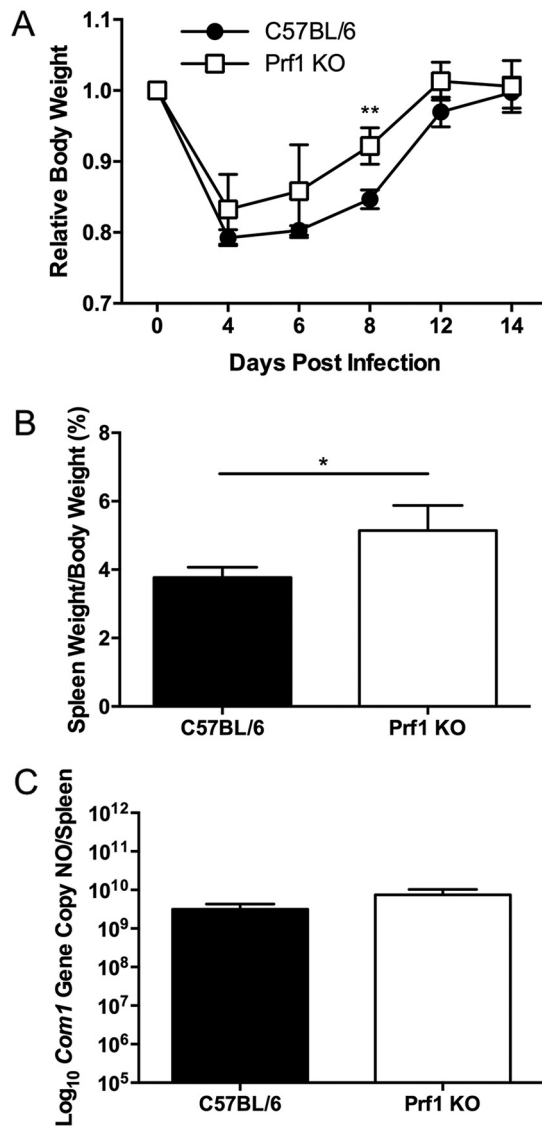 A
C57BL/6
Prf1 KO
1.1
1.0
0.9
0.8
0.7
**
Relative Body Weight
0 4 6 8 12 14
Days Post Infection
B
8
6
4
2
0
*
Spleen Weight/Body Weight (%)
C57BL/6 Prf1 KO
C
10¹²
10¹¹
10¹⁰
10⁹
10⁸
10⁷
10⁶
10⁵
Log₁₀ Com1 Gene Copy NO/Spleen
C57BL/6 Prf1 KO